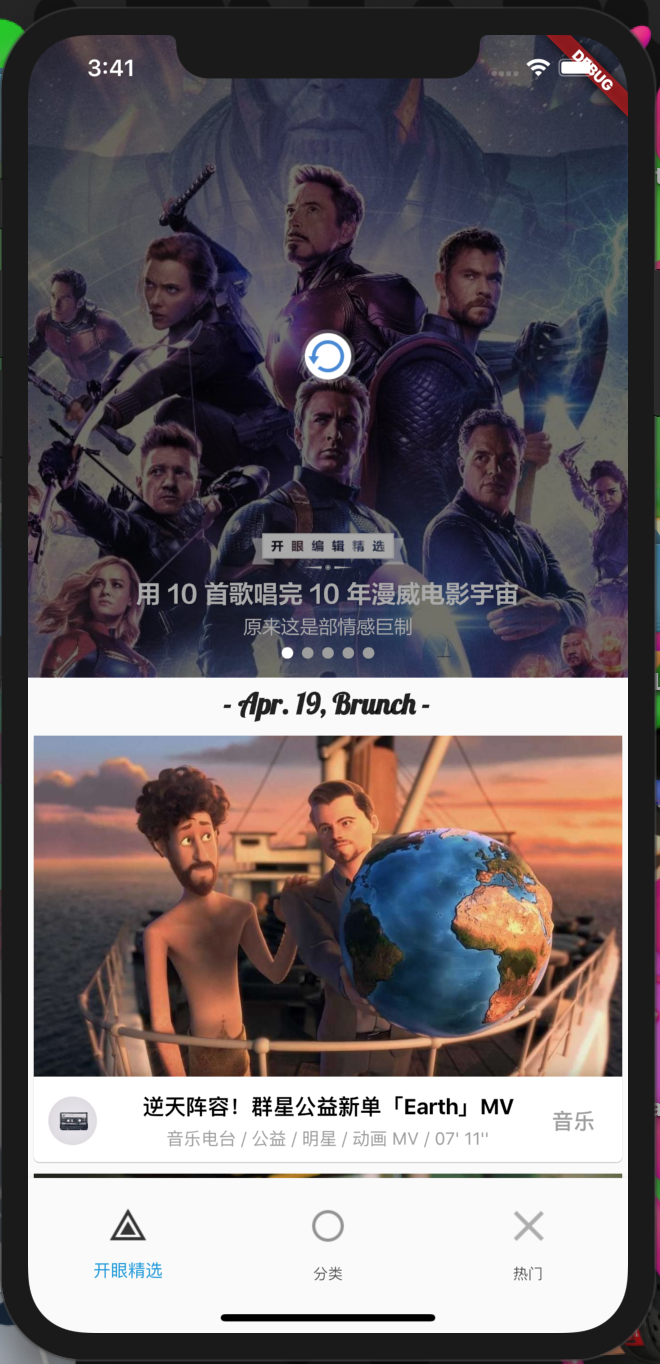 3:41
DEBUG
开眼编辑精选
用 10 首歌唱完 10 年漫威电影宇宙
原来这是部情感巨制
- Apr. 19, Brunch -
逆天阵容！群星公益新单「Earth」MV
音乐
音乐电台 / 公益 / 明星 / 动画 MV / 07' 11''
开眼精选
分类
热门